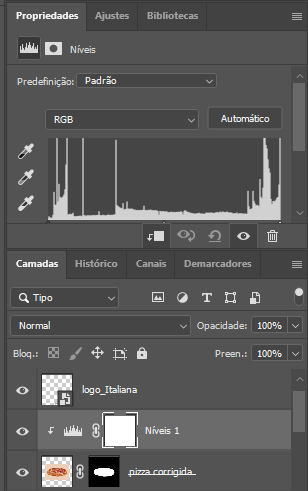 Propriedades Ajustes Bibliotecas
Níveis
Predefinição: Padrão
RGB Automático
Camadas Histórico Canais Demarcadores
Tipo T
Normal Opacidade: 100%
Bloq.: Preen.: 100%
logo_Italiana
Níveis 1
pizza corrigida